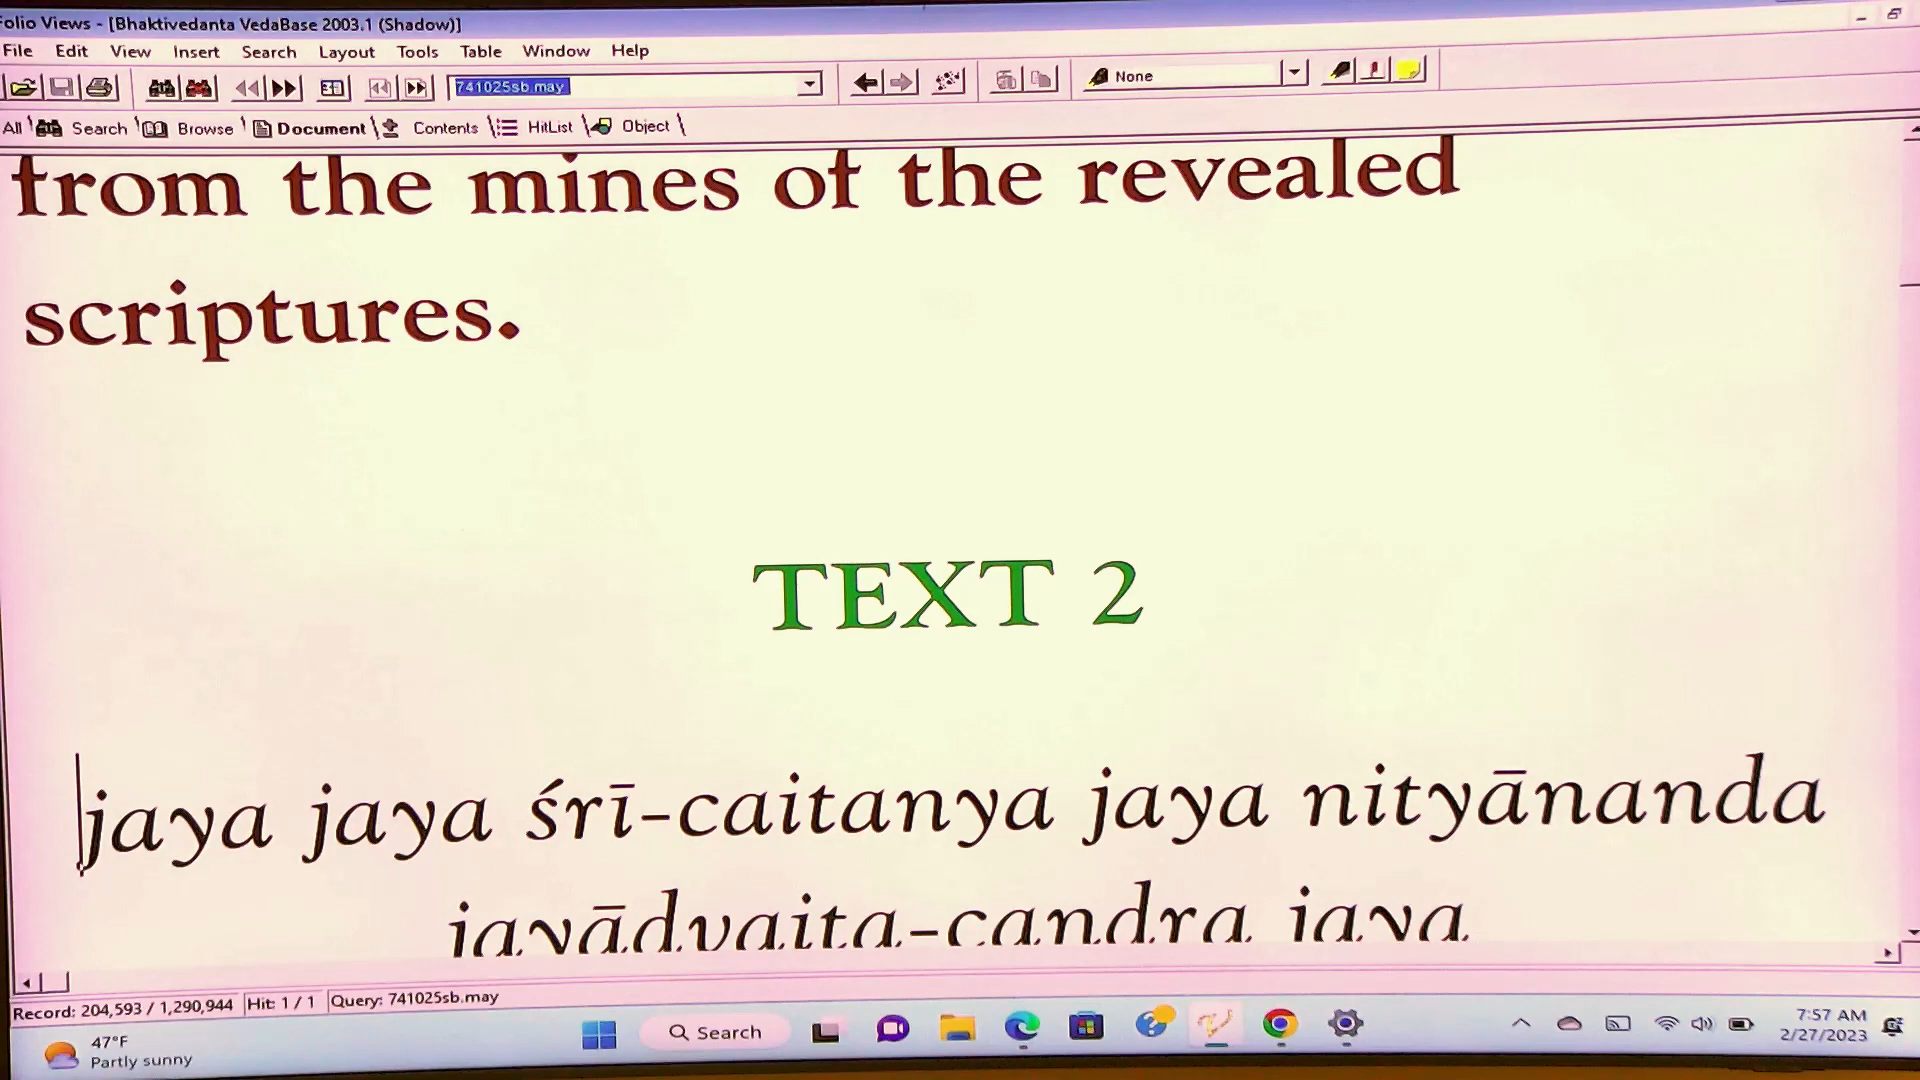 Folio Views - [Bhaktivedanta VedaBase 2003.1 (Shadow)]
File Edit View Insert Search Layout Tools Table Window Help
741025sb.may
None
All Search Browse Document Contents HitList Object
from the mines of the revealed
scriptures.
TEXT 2
jaya jaya śrī-caitanya jaya nityānanda
jayādvaita-candra jaya
Record: 204,593 / 1,290,944 Hit: 1 / 1 Query: 741025sb.may
47°F
Partly sunny
Search
7:57 AM
2/27/2023